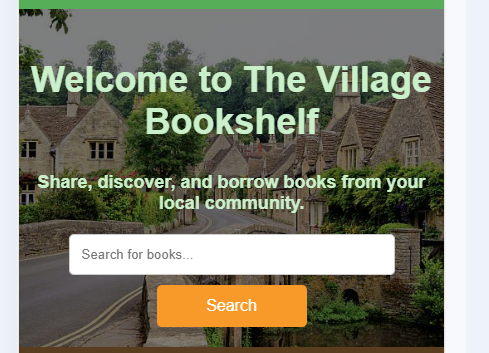 Welcome to The Village
Bookshelf
Share, discover, and borrow books from your
local community.
Search for books...
Search